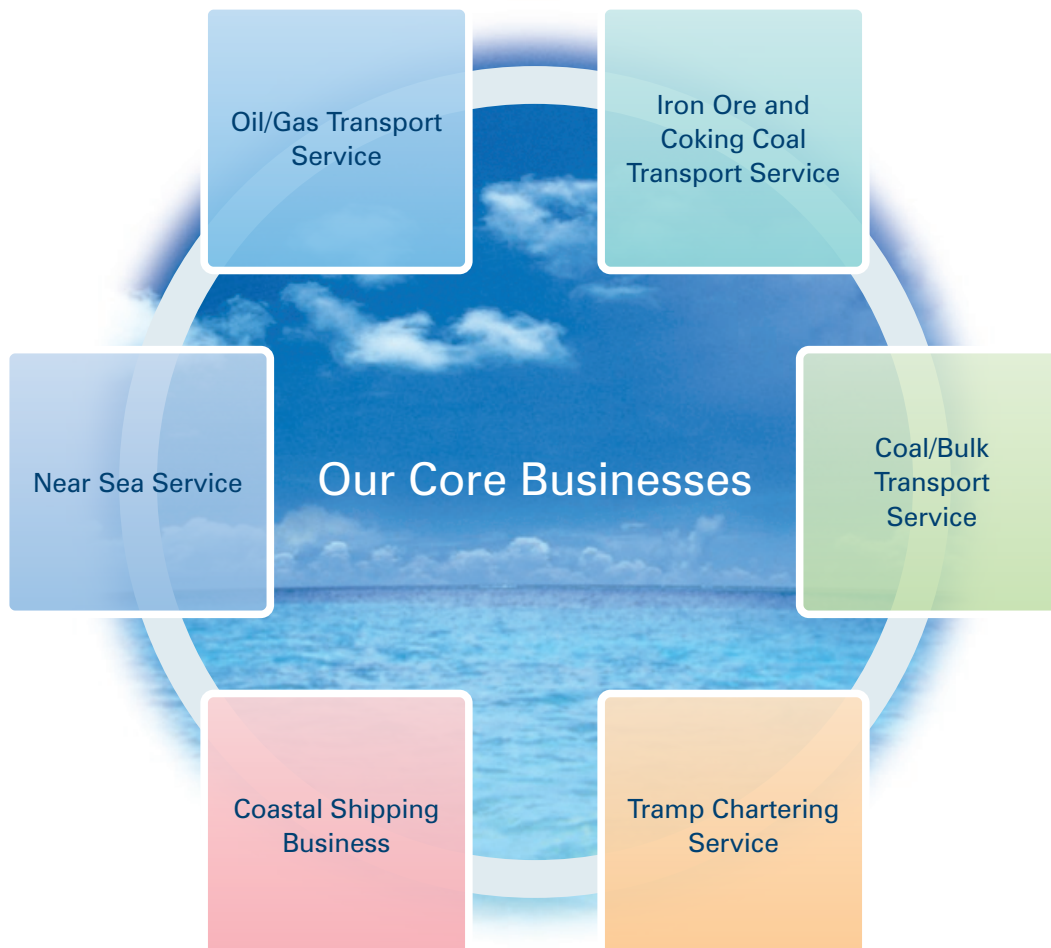 Oil/Gas Transport
Service
Iron Ore and
Coking Coal
Transport Service
Near Sea Service
Our Core Businesses
Coal/Bulk
Transport
Service
Coastal Shipping
Business
Tramp Chartering
Service